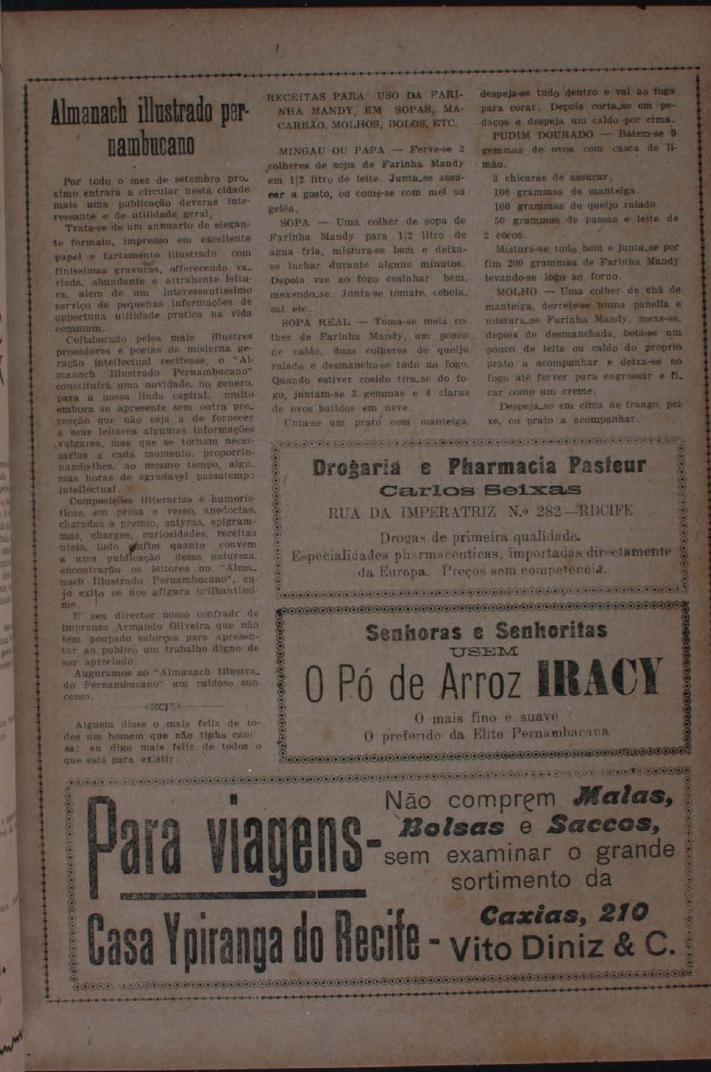 Almanach illustrado per-
nambucano
Por todo o mez de setembro pro_
ximo entrará a circular nesta cidade
mais uma publicação deveras inte-
ressante e de utilidade geral,
Trata-se de um annuario de elegan-
te formato, impresso em excellente
papel e fartamento illustrado com
finissimas gravuras, offerecendo va_
riada, abundante e attrahente leitu-
ra, alem de um interessantissimo
serviço de pequenas informações de
opportuna utilidade pratica na vida
commum.
Collaborado pelos mais illustres
prosadores e poetas da moderna ge-
ração intellectual recifense, o "Al-
manach Illustrado Pernambucano"
constituirá uma novidade, no genero,
para a nossa linda capital, muito
embora se apresente sem outra pre_
tenção que não seja a de fornecer
a seus leitores algumas informações
vulgares, mas que se tornam neces-
sarias a cada momento, proporcio-
nando-lhes, ao mesmo tempo, algu_
mas horas de agradavel passatempo
intellectual.
Composições litterarias e humoris-
ticas, em prosa e verso, anedoctas,
charadas a premio, satyras, epigram-
mas, charges, curiosidades, receitas
uteis, tudo enfim quanto convem
a uma publicação dessa natureza,
encontrarão os leitores no "Alma_
nach Illustrado Pernambucano", cu-
jo exito se nos afigura brilhantissi-
mo.
E' seu director nosso confrade de
imprensa Armando Oliveira que não
tem poupado esforços para apresen-
tar ao publico um trabalho digno de
ser apreciado.
Auguramos ao "Almanach Illustra_
do Pernambucano" um ruidoso suc-
cesso.
Alguem disse o mais feliz de to-
dos um homem que não tinha cami-
sa: eu digo mais feliz de todos o
que está para existir...
RECEITAS PARA USO DA FARI-
NHA MANDY, EM SOPAS, MA-
CARRÃO, MOLHOS, BOLOS, ETC.
MINGAU OU PAPA — Ferve-se 2
colheres de sopa de Farinha Mandy
em 1|2 litro de leite. Junta_se assu-
car a gosto, ou come-se com mel ou
geléa.
SOPA — Uma colher de sopa de
Farinha Mandy para 1|2 litro de
agua fria, mistura-se bem e deixa-
se inchar durante alguns minutos.
Depois vae ao fogo cosinhar bem,
mexendo_se. Junta-se tomate, cebola,
sal etc.
SOPA REAL — Toma-se meia co-
lher de Farinha Mandy, um pouco
de caldo, duas colheres de queijo
ralado e desmancha-se tudo no fogo.
Quando estiver cosido tira_se do fo-
go, juntam-se 3 gemmas e 4 claras
de ovos batidos em neve.
Unta-se um prato com manteiga,
despeja-se tudo dentro e vai ao fogo
para corar. Depois corta_se em pe-
daços e despeja um caldo por cima.
PUDIM DOURADO — Batem-se 9
gemmas de ovos com casca de li-
mão.
3 chicaras de assucar.
100 grammas de manteiga
100 grammas de queijo ralado.
50 grammas de passas e leite de
2 côcos.
Mistura-se tudo bem e junta_se por
fim 200 grammas de Farinha Mandy
levando-se lógo ao forno.
MOLHO — Uma colher de chá de
manteiga, derrete-se numa panella e
mistura_se Farinha Mandy, mexe-se,
depois de desmanchada, bota-se um
pouco de leite ou caldo do proprio
prato a acompanhar e deixa-se no
fogo até ferver para engrossar e fi_
car como um creme.
Despeja_se em cima de frango, pei-
xe, ou prato a acompanhar.
Drogaria e Pharmacia Pasteur
Carlos Seixas
RUA DA IMPERATRIZ N.º 282—RDCIFE
Drogas de primeira qualidade.
Especialidades pharmaceuticas, importadas directamente
da Europa. Preços sem competencia.
Senhoras e Senhoritas
USEM
O Pó de Arroz IRACY
O mais fino e suave
O preferido da Elite Pernambucana
Para viagens-
Não comprem Malas,
Bolsas e Saccos,
sem examinar o grande
sortimento da
Casa Ypiranga do Recife -
Caxias, 210
Vito Diniz & C.